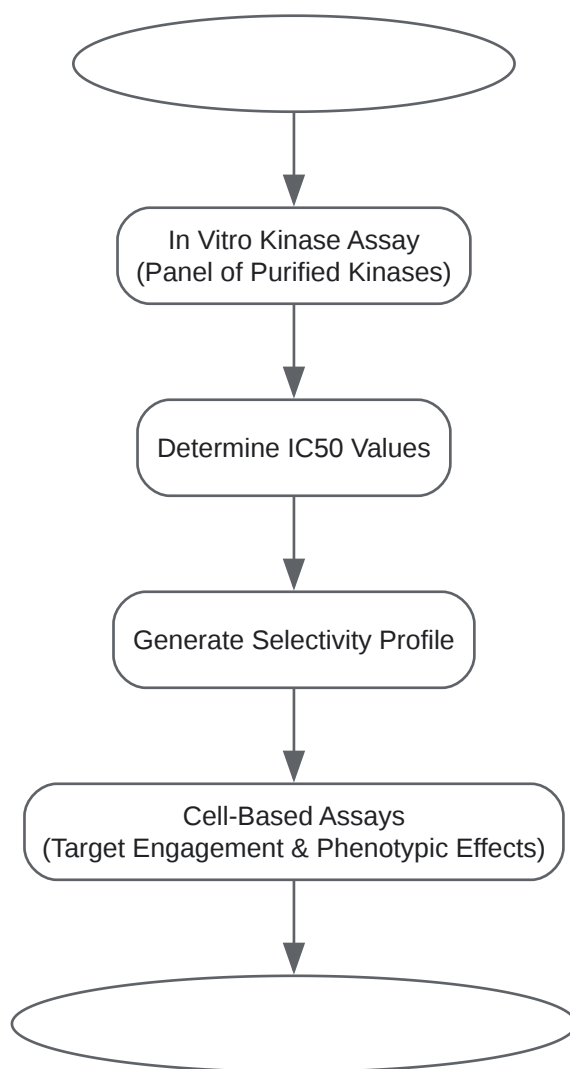 In Vitro Kinase Assay
(Panel of Purified Kinases)
Determine IC50 Values
Generate Selectivity Profile
Cell-Based Assays
(Target Engagement & Phenotypic Effects)